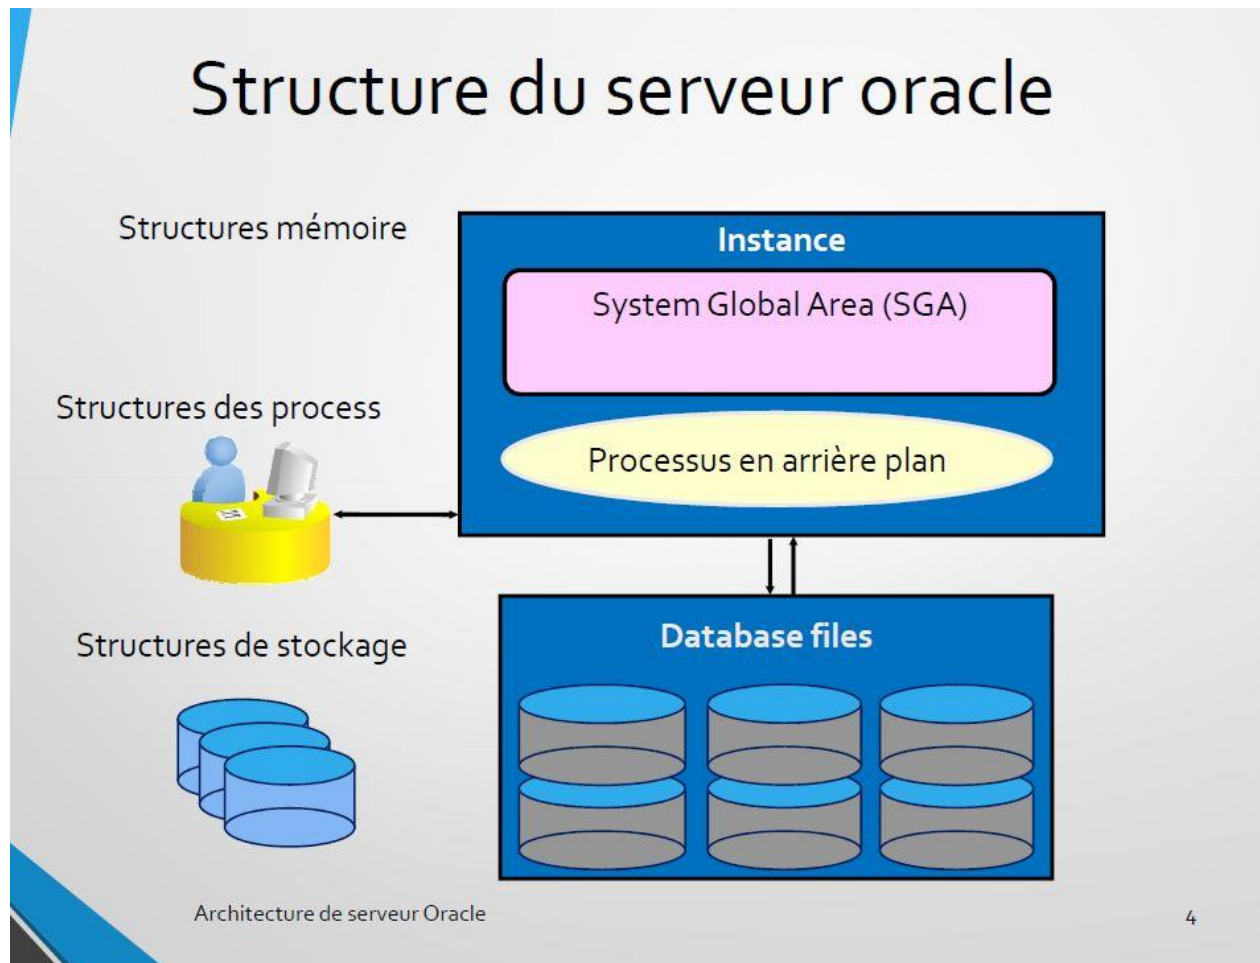 Structure du serveur oracle
Structures mémoire
Instance
System Global Area (SGA)
Structures des process
Processus en arrière plan
Structures de stockage
Database files
Architecture de serveur Oracle
4